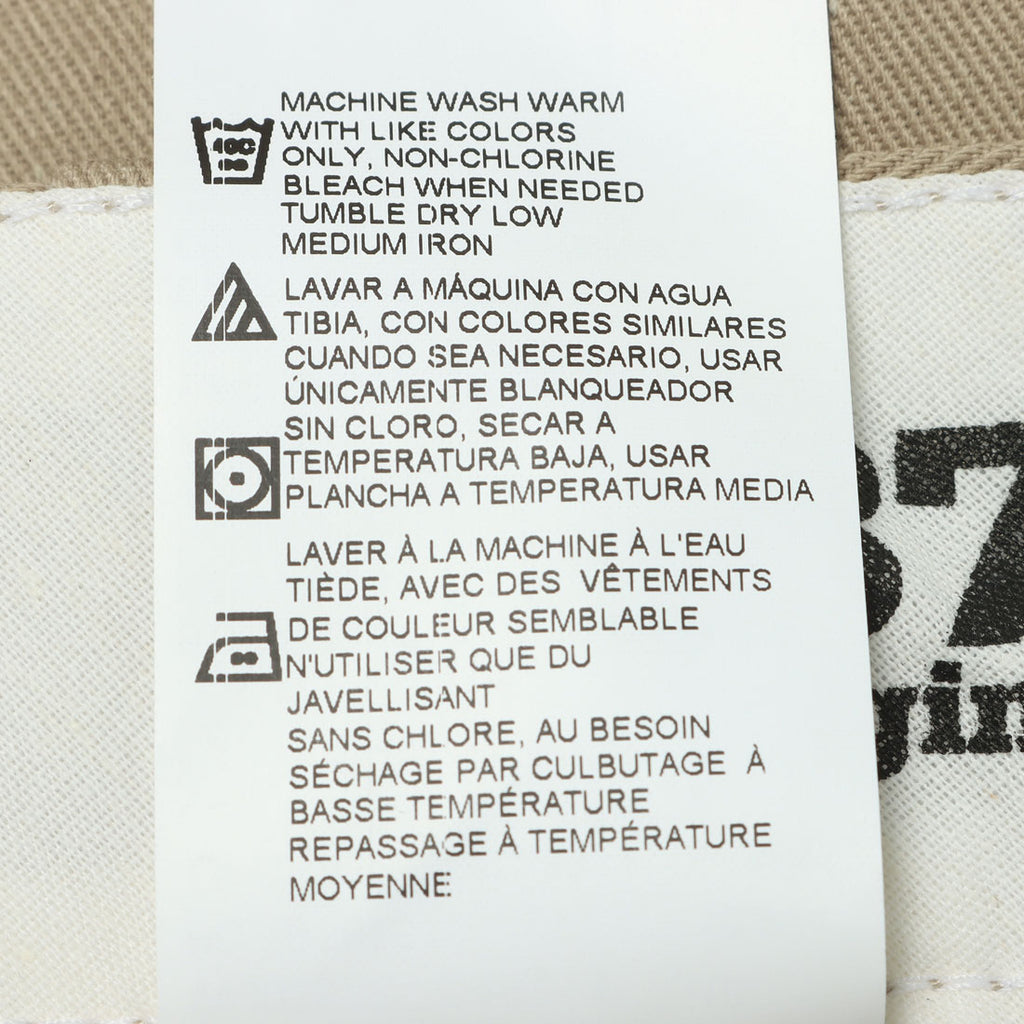 MACHINE WASH WARM
WITH LIKE COLORS
ONLY, NON-CHLORINE
BLEACH WHEN NEEDED
TUMBLE DRY LOW
MEDIUM IRON
LAVAR A MÁQUINA CON AGUA
TIBIA, CON COLORES SIMILARES
CUANDO SEA NECESARIO, USAR
ÚNICAMENTE BLANQUEADOR
SIN CLORO, SECAR A
TEMPERATURA BAJA, USAR
PLANCHA A TEMPERATURA MEDIA
LAVER À LA MACHINE À L'EAU
TIÈDE, AVEC DES VÊTEMENTS
DE COULEUR SEMBLABLE
N'UTILISER QUE DU
JAVELLISANT
SANS CHLORE, AU BESOIN
SÉCHAGE PAR CULBUTAGE À
BASSE TEMPÉRATURE
REPASSAGE À TEMPÉRATURE
MOYENNE